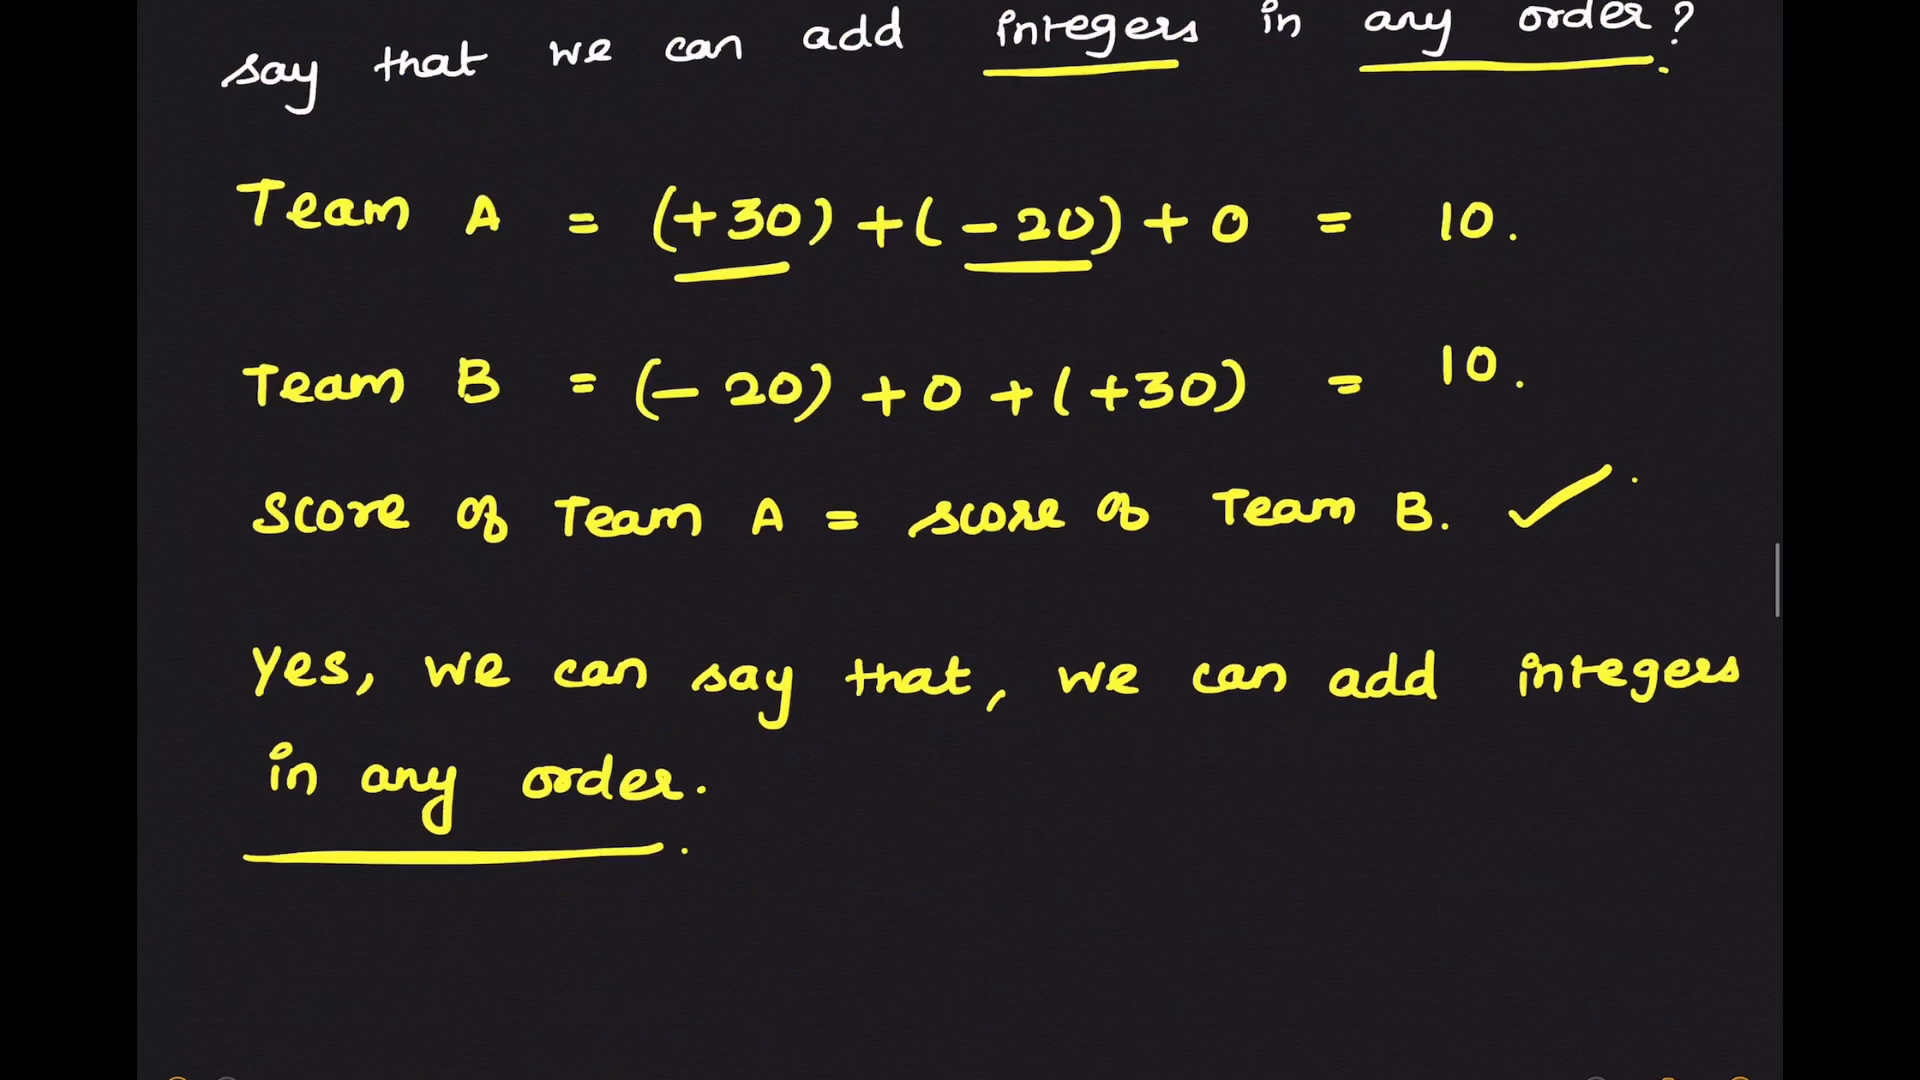 say that we can add integers in any order?
Team A = (+30) + (-20) + 0 = 10.
Team B = (-20) + 0 + (+30) = 10.
Score of Team A = score of Team B. ✓
Yes, we can say that, we can add integers
in any order.